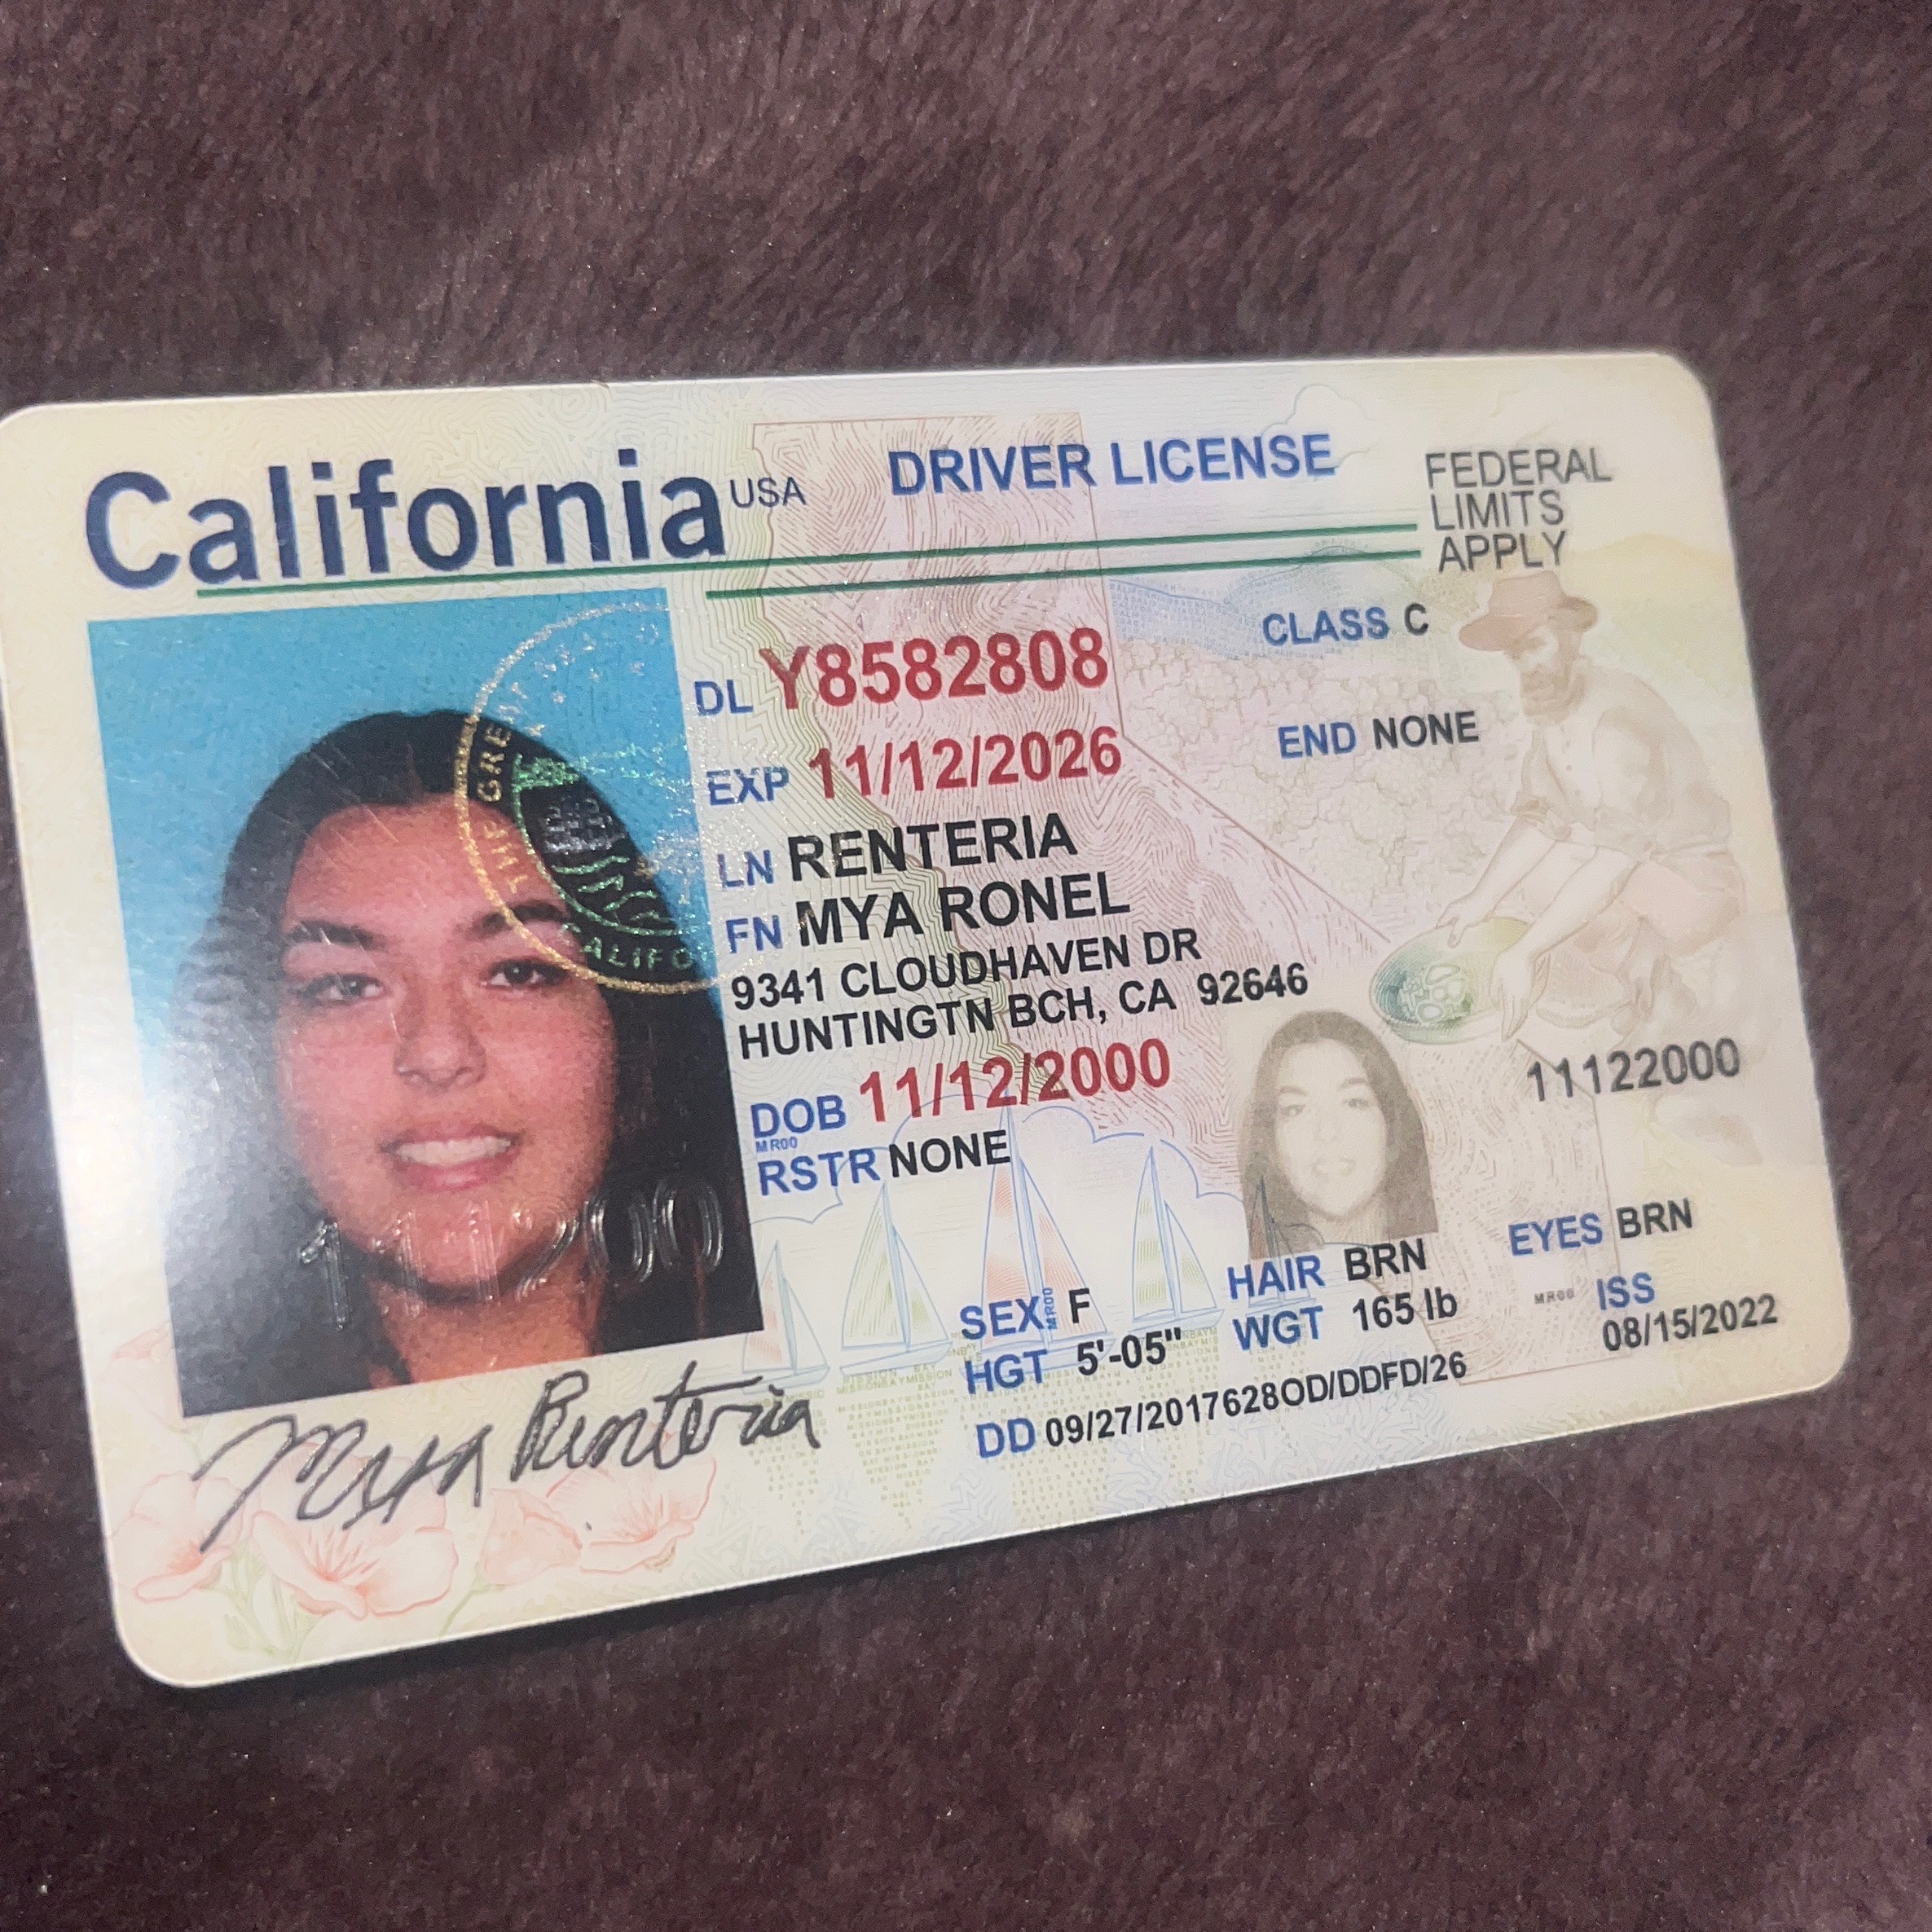 California USA DRIVER LICENSE
FEDERAL
LIMITS
APPLY
DL Y8582808
CLASS C
EXP 11/12/2026
END NONE
LN RENTERIA
FN MYA RONEL
9341 CLOUDHAVEN DR
HUNTINGTN BCH, CA 92646
DOB 11/12/2000
11122000
MR00
RSTR NONE
SEX F
MR00
HAIR BRN
EYES BRN
HGT 5'-05"
WGT 165 lb
MR00
ISS
08/15/2022
DD 09/27/2017628OD/DDFD/26
Mya Renteria